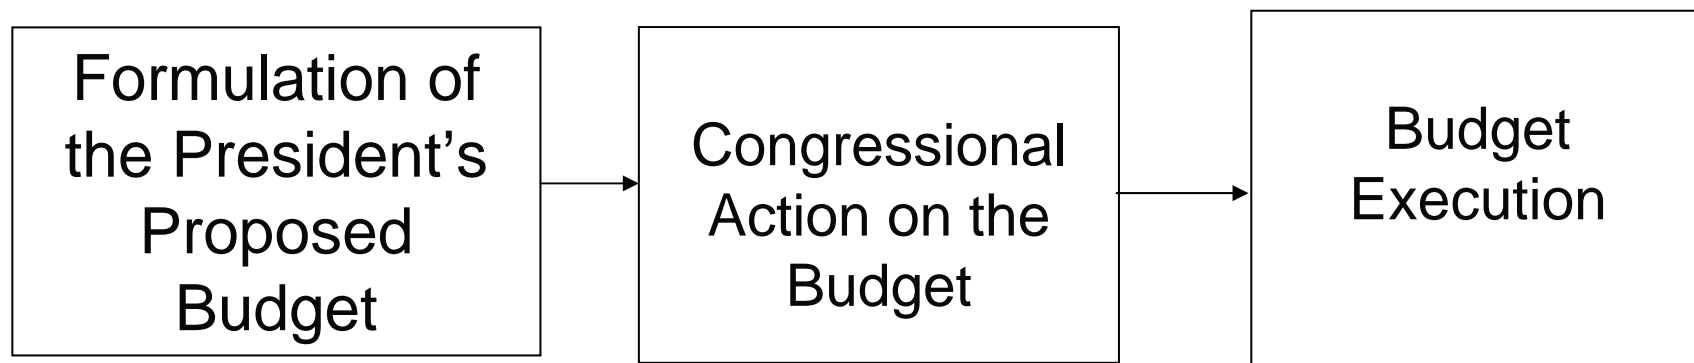 Formulation of
the President’s
Proposed
Budget
Congressional
Action on the
Budget
Budget
Execution